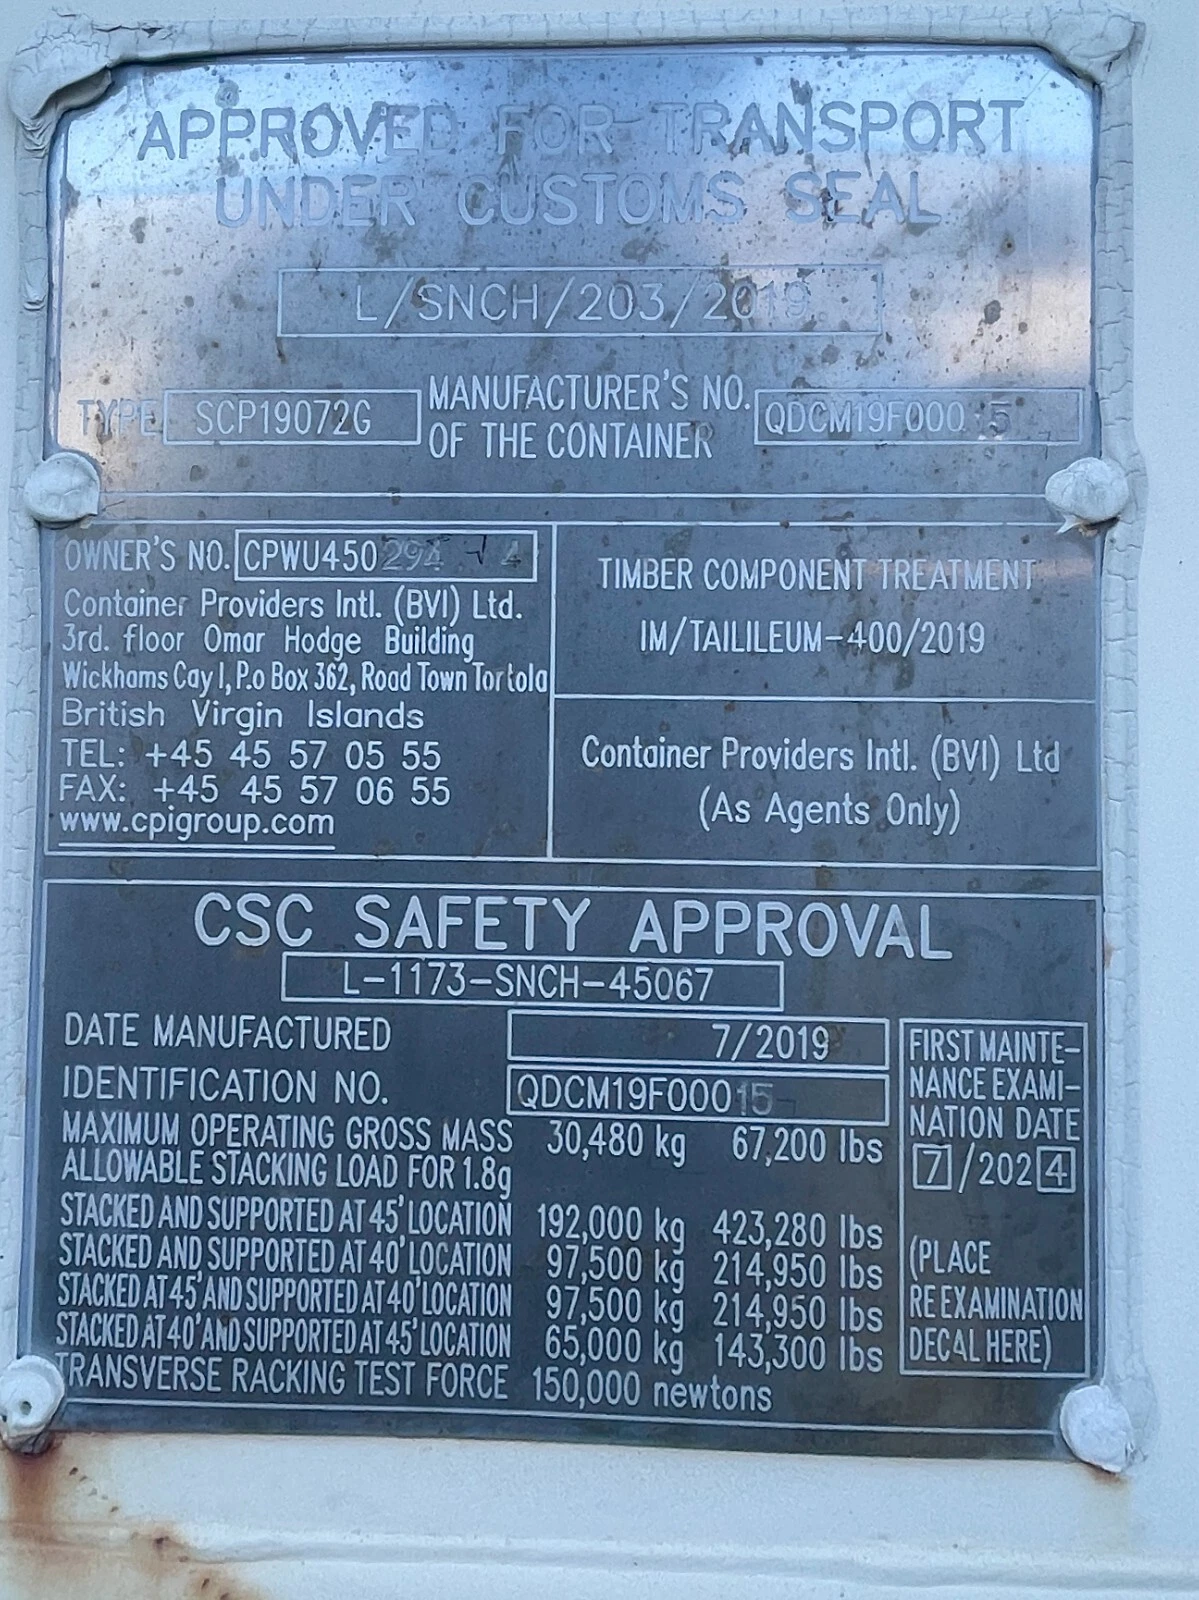 APPROVED FOR TRANSPORT
UNDER CUSTOMS SEAL
L/SNCH/203/2019
TYPE SCP19072G
MANUFACTURER'S NO.
OF THE CONTAINER
OWNER'S NO.
Container Providers Intl. (BVI) Ltd.
3rd. floor Omar Hodge Building
Wickhams Cay I, P.o Box 362, Road Town Tortola
British Virgin Islands
TEL: +45 45 57 05 55
FAX: +45 45 57 06 55
www.cpigroup.com
TIMBER COMPONENT TREATMENT
IM/TAILILEUM-400/2019
Container Providers Intl. (BVI) Ltd
(As Agents Only)
CSC SAFETY APPROVAL
L-1173-SNCH-45067
DATE MANUFACTURED 7/2019
IDENTIFICATION NO. QDCM19F00015
MAXIMUM OPERATING GROSS MASS 30,480 kg 67,200 lbs
ALLOWABLE STACKING LOAD FOR 1.8g
STACKED AND SUPPORTED AT 45' LOCATION 192,000 kg 423,280 lbs
STACKED AND SUPPORTED AT 40' LOCATION 97,500 kg 214,950 lbs
STACKED AT 45' AND SUPPORTED AT 40' LOCATION 97,500 kg 214,950 lbs
STACKED AT 40' AND SUPPORTED AT 45' LOCATION 65,000 kg 143,300 lbs
TRANSVERSE RACKING TEST FORCE 150,000 newtons
FIRST MAINTE-
NANCE EXAMI-
NATION DATE
7/2024
(PLACE
REEXAMINATION
DECAL HERE)